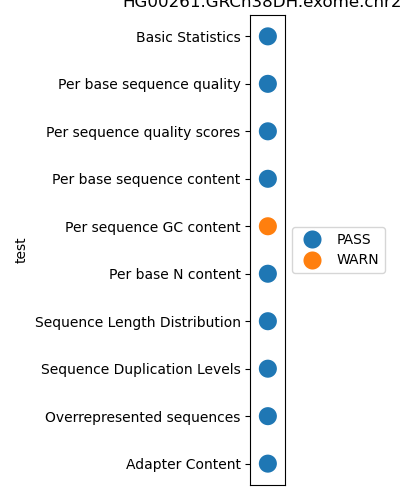 HG00261.GRCh38DH.exome.chr2
Basic Statistics
Per base sequence quality
Per sequence quality scores
Per base sequence content
Per sequence GC content
Per base N content
Sequence Length Distribution
Sequence Duplication Levels
Overrepresented sequences
Adapter Content
test
PASS
WARN